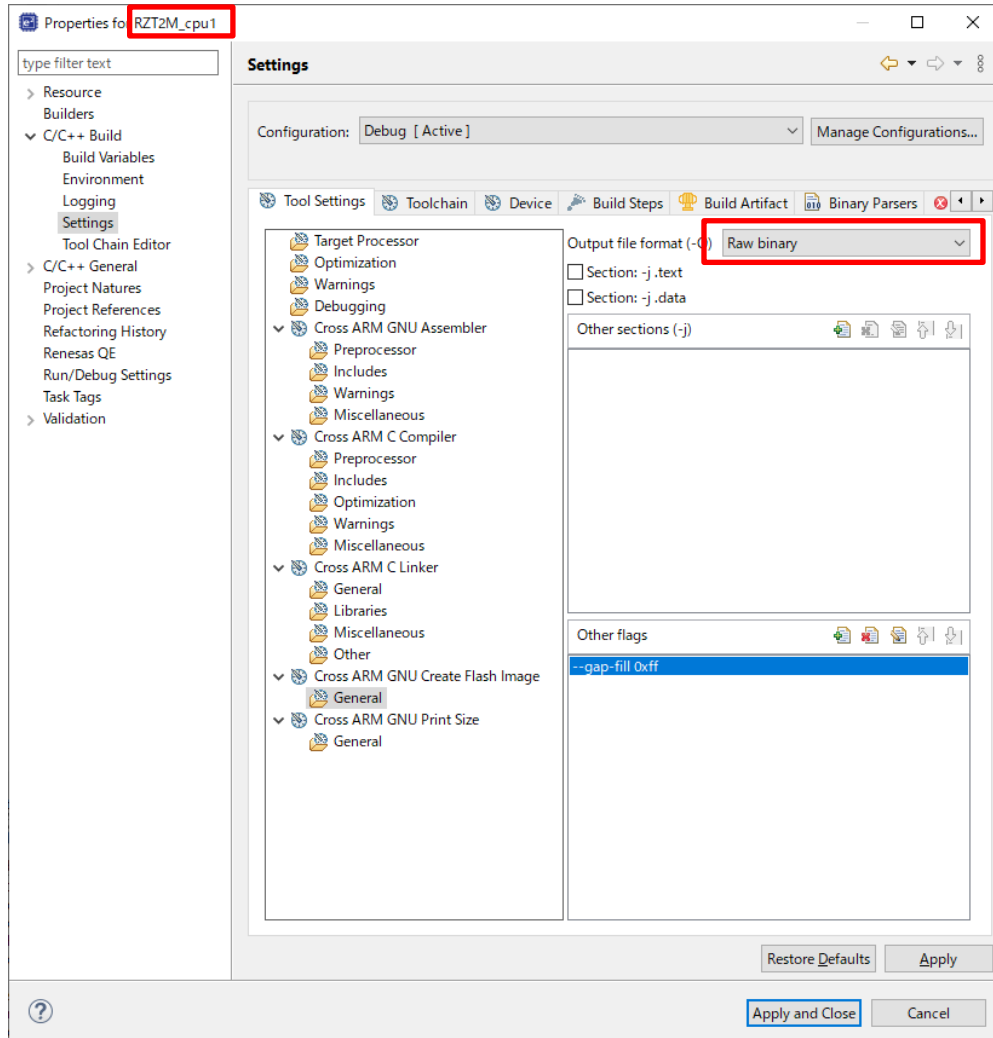 Properties for RZT2M_cpu1
type filter text
Resource
Builders
C/C++ Build
Build Variables
Environment
Logging
Settings
Tool Chain Editor
C/C++ General
Project Natures
Project References
Refactoring History
Renesas QE
Run/Debug Settings
Task Tags
Validation
Settings
Configuration: Debug [ Active ] Manage Configurations...
Tool Settings Toolchain Device Build Steps Build Artifact Binary Parsers
Target Processor
Optimization
Warnings
Debugging
Cross ARM GNU Assembler
Preprocessor
Includes
Warnings
Miscellaneous
Cross ARM C Compiler
Preprocessor
Includes
Optimization
Warnings
Miscellaneous
Cross ARM C Linker
General
Libraries
Miscellaneous
Other
Cross ARM GNU Create Flash Image
General
Cross ARM GNU Print Size
General
Output file format (-O) Raw binary
Section: -j .text
Section: -j .data
Other sections (-j)
Other flags
--gap-fill 0xff
Restore Defaults Apply
Apply and Close Cancel